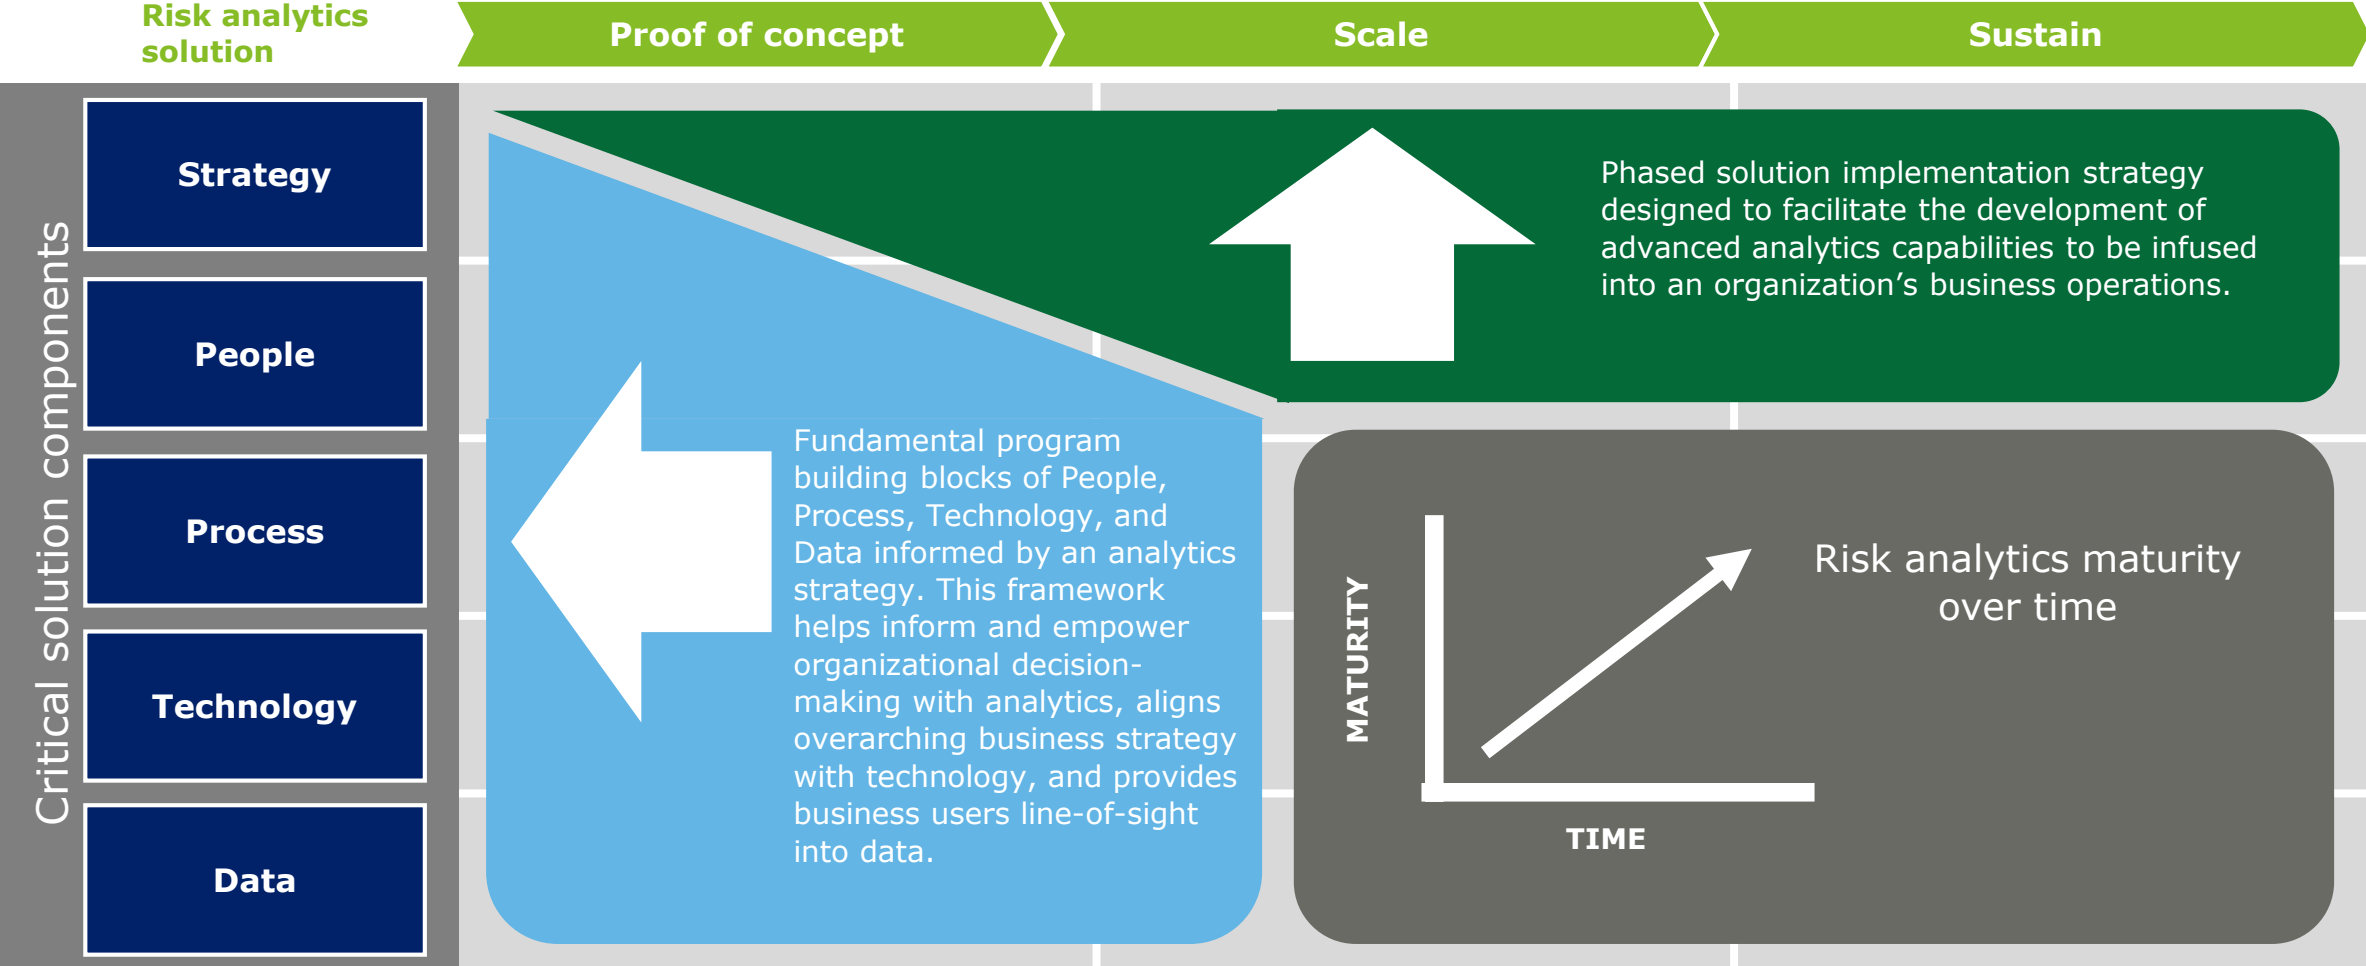 Risk analytics
solution
Proof of concept
Scale
Sustain
Critical solution components
Strategy
People
Process
Technology
Data
Phased solution implementation strategy
designed to facilitate the development of
advanced analytics capabilities to be infused
into an organization’s business operations.
Fundamental program
building blocks of People,
Process, Technology, and
Data informed by an analytics
strategy. This framework
helps inform and empower
organizational decision-
making with analytics, aligns
overarching business strategy
with technology, and provides
business users line-of-sight
into data.
MATURITY
TIME
Risk analytics maturity
over time